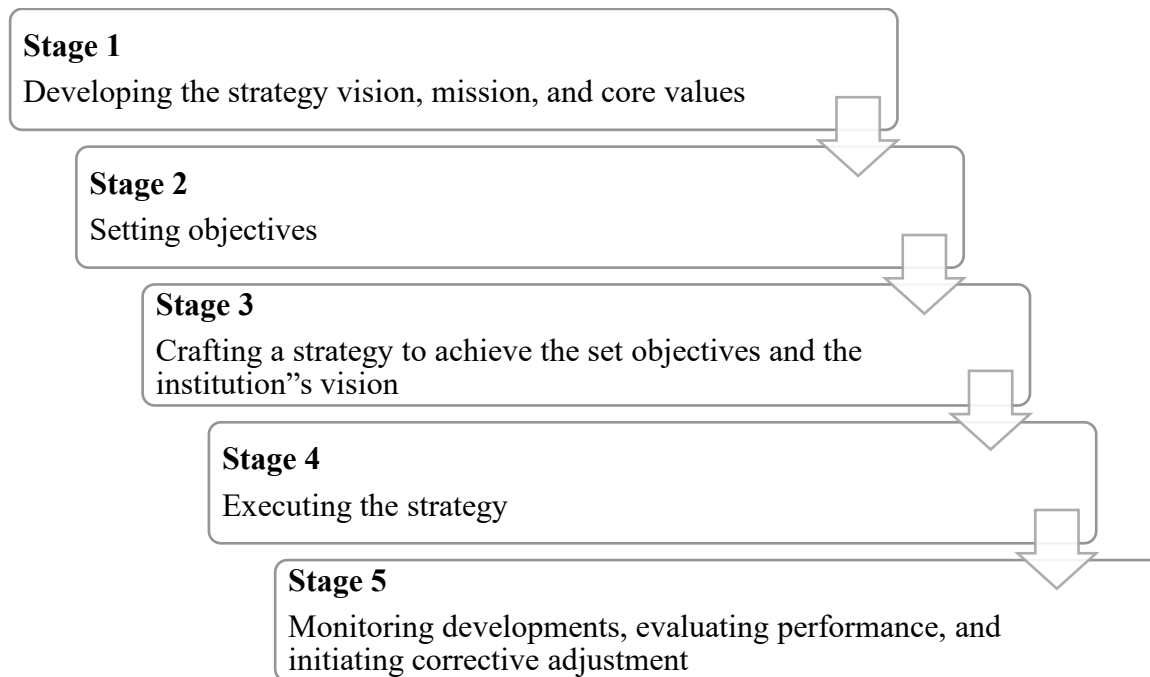 Stage 1
Developing the strategy vision, mission, and core values
Stage 2
Setting objectives
Stage 3
Crafting a strategy to achieve the set objectives and the
institution”s vision
Stage 4
Executing the strategy
Stage 5
Monitoring developments, evaluating performance, and
initiating corrective adjustment